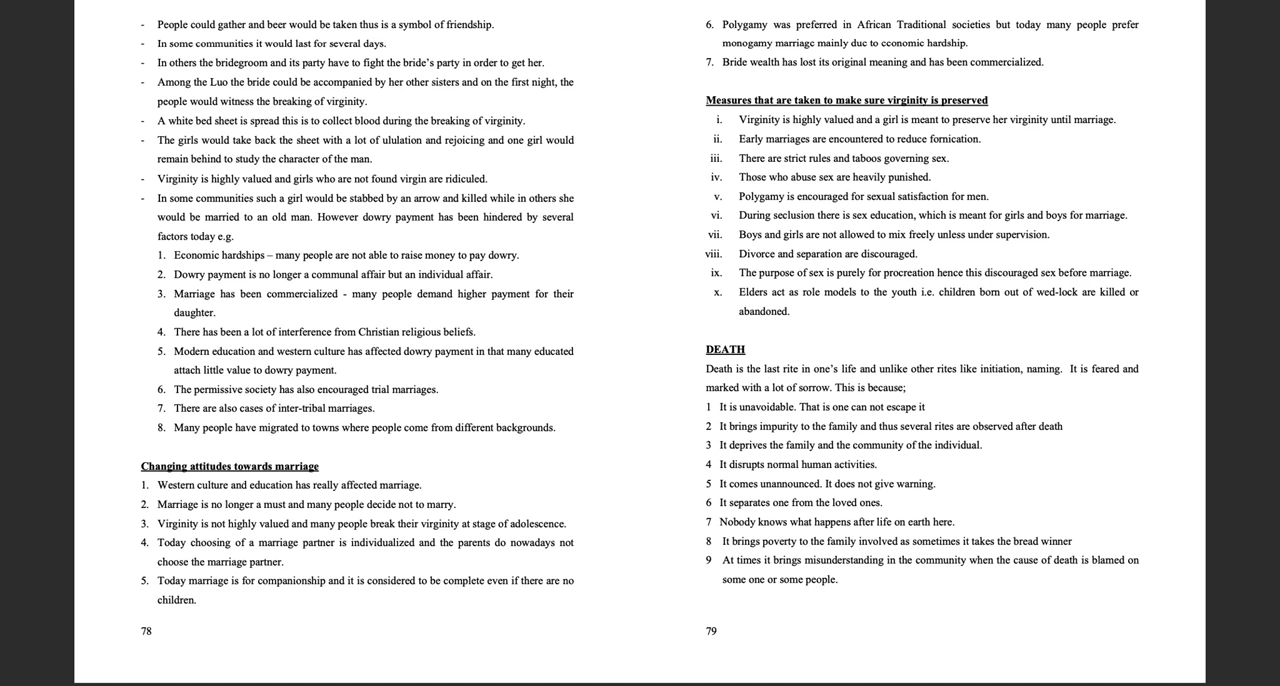 - People could gather and beer would be taken thus is a symbol of friendship.
- In some communities it would last for several days.
- In others the bridegroom and its party have to fight the bride's party in order to get her.
- Among the Luo the bride could be accompanied by her other sisters and on the first night, the
people would witness the breaking of virginity.
- A white bed sheet is spread this is to collect blood during the breaking of virginity.
- The girls would take back the sheet with a lot of ululation and rejoicing and one girl would
remain behind to study the character of the man.
- Virginity is highly valued and girls who are not found virgin are ridiculed.
- In some communities such a girl would be stabbed by an arrow and killed while in others she
would be married to an old man. However dowry payment has been hindered by several
factors today e.g.
1. Economic hardships – many people are not able to raise money to pay dowry.
2. Dowry payment is no longer a communal affair but an individual affair.
3. Marriage has been commercialized - many people demand higher payment for their
daughter.
4. There has been a lot of interference from Christian religious beliefs.
5. Modern education and western culture has affected dowry payment in that many educated
attach little value to dowry payment.
6. The permissive society has also encouraged trial marriages.
7. There are also cases of inter-tribal marriages.
8. Many people have migrated to towns where people come from different backgrounds.
Changing attitudes towards marriage
1. Western culture and education has really affected marriage.
2. Marriage is no longer a must and many people decide not to marry.
3. Virginity is not highly valued and many people break their virginity at stage of adolescence.
4. Today choosing of a marriage partner is individualized and the parents do nowadays not
choose the marriage partner.
5. Today marriage is for companionship and it is considered to be complete even if there are no
children.
78
6. Polygamy was preferred in African Traditional societies but today many people prefer
monogamy marriage mainly due to economic hardship.
7. Bride wealth has lost its original meaning and has been commercialized.
Measures that are taken to make sure virginity is preserved
i. Virginity is highly valued and a girl is meant to preserve her virginity until marriage.
ii. Early marriages are encountered to reduce fornication.
iii. There are strict rules and taboos governing sex.
iv. Those who abuse sex are heavily punished.
v. Polygamy is encouraged for sexual satisfaction for men.
vi. During seclusion there is sex education, which is meant for girls and boys for marriage.
vii. Boys and girls are not allowed to mix freely unless under supervision.
viii. Divorce and separation are discouraged.
ix. The purpose of sex is purely for procreation hence this discouraged sex before marriage.
x. Elders act as role models to the youth i.e. children born out of wed-lock are killed or
abandoned.
DEATH
Death is the last rite in one's life and unlike other rites like initiation, naming. It is feared and
marked with a lot of sorrow. This is because;
1 It is unavoidable. That is one can not escape it
2 It brings impurity to the family and thus several rites are observed after death
3 It deprives the family and the community of the individual.
4 It disrupts normal human activities.
5 It comes unannounced. It does not give warning.
6 It separates one from the loved ones.
7 Nobody knows what happens after life on earth here.
8 It brings poverty to the family involved as sometimes it takes the bread winner
9 At times it brings misunderstanding in the community when the cause of death is blamed on
some one or some people.
79